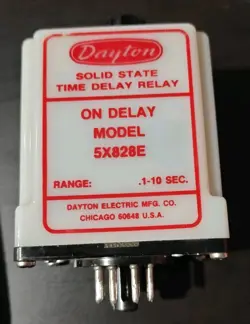 Dayton
SOLID STATE
TIME DELAY RELAY
ON DELAY
MODEL
5X828E
RANGE: .1-10 SEC.
DAYTON ELECTRIC MFG. CO.
CHICAGO 60648 U.S.A.